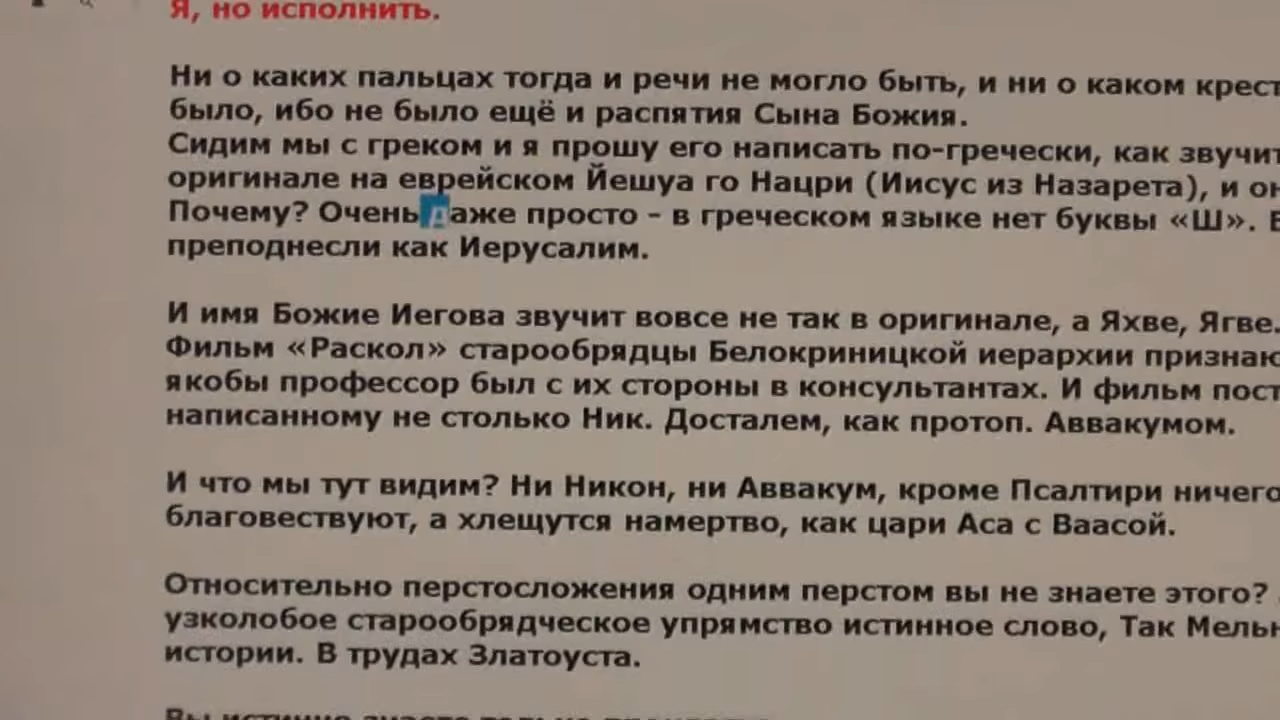 Я, но исполнить.
Ни о каких пальцах тогда и речи не могло быть, и ни о каком крест
было, ибо не было ещё и распятия Сына Божия.
Сидим мы с греком и я прошу его написать по-гречески, как звучит
оригинале на еврейском Йешуа го Нацри (Иисус из Назарета), и он
Почему? Очень даже просто - в греческом языке нет буквы «Ш». Е
преподнесли как Иерусалим.
И имя Божие Иегова звучит вовсе не так в оригинале, а Яхве, Ягве.
Фильм «Раскол» старообрядцы Белокриницкой иерархии признаю
якобы профессор был с их стороны в консультантах. И фильм пост
написанному не столько Ник. Досталем, как протоп. Аввакумом.
И что мы тут видим? Ни Никон, ни Аввакум, кроме Псалтири ничего
благовествуют, а хлещутся намертво, как цари Аса с Ваасой.
Относительно перстосложения одним перстом вы не знаете этого?
узколобое старообрядческое упрямство истинное слово, Так Мельн
истории. В трудах Златоуста.